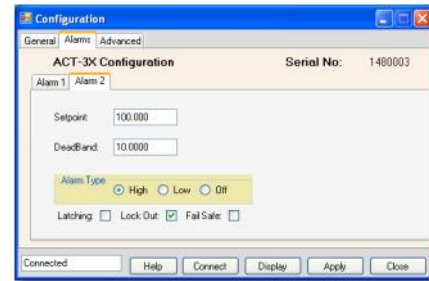 Configuration
General Alarms Advanced
ACT-3X Configuration Serial No: 1480003
Alarm 1 Alarm 2
Setpoint: 100.000
DeadBand: 10.0000
Alarm Type
High Low Off
Latching: Lock Out: Fail Safe:
Connected Help Connect Display Apply Close